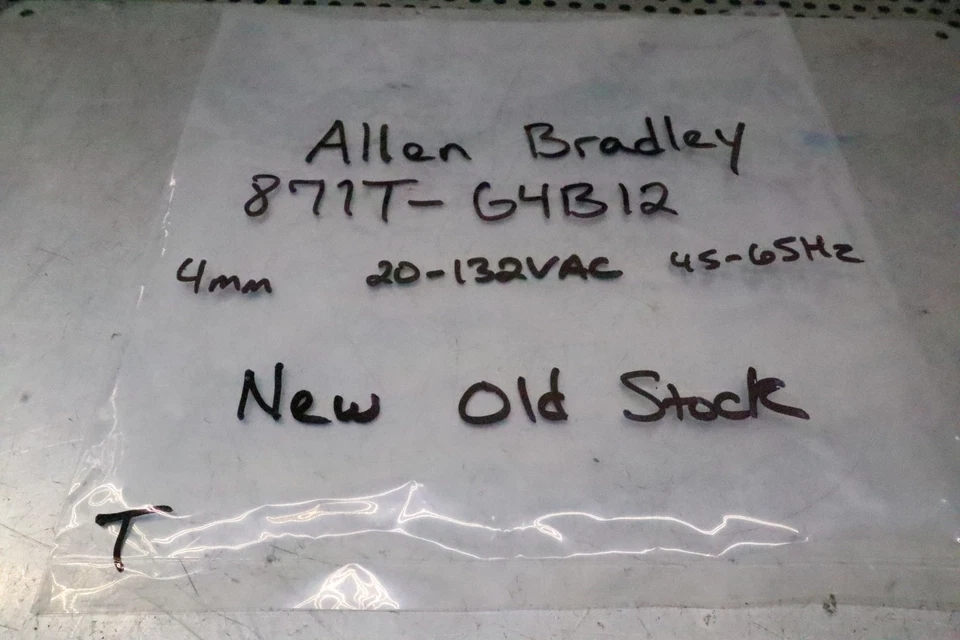 Allen Bradley
871T-G4B12
4mm 20-132VAC 45-65Hz
New Old Stock
T